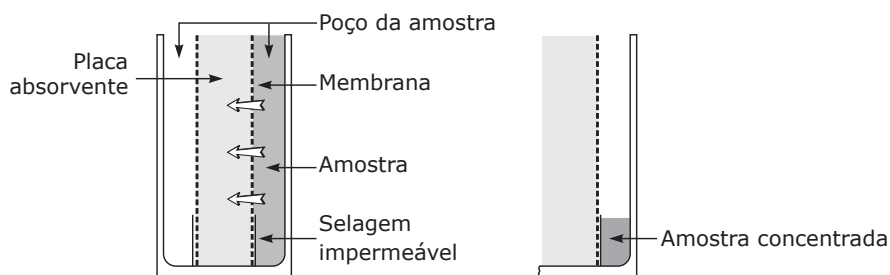 Poço da amostra
Placa
absorvente
Membrana
Amostra
Selagem
impermeável
Amostra concentrada